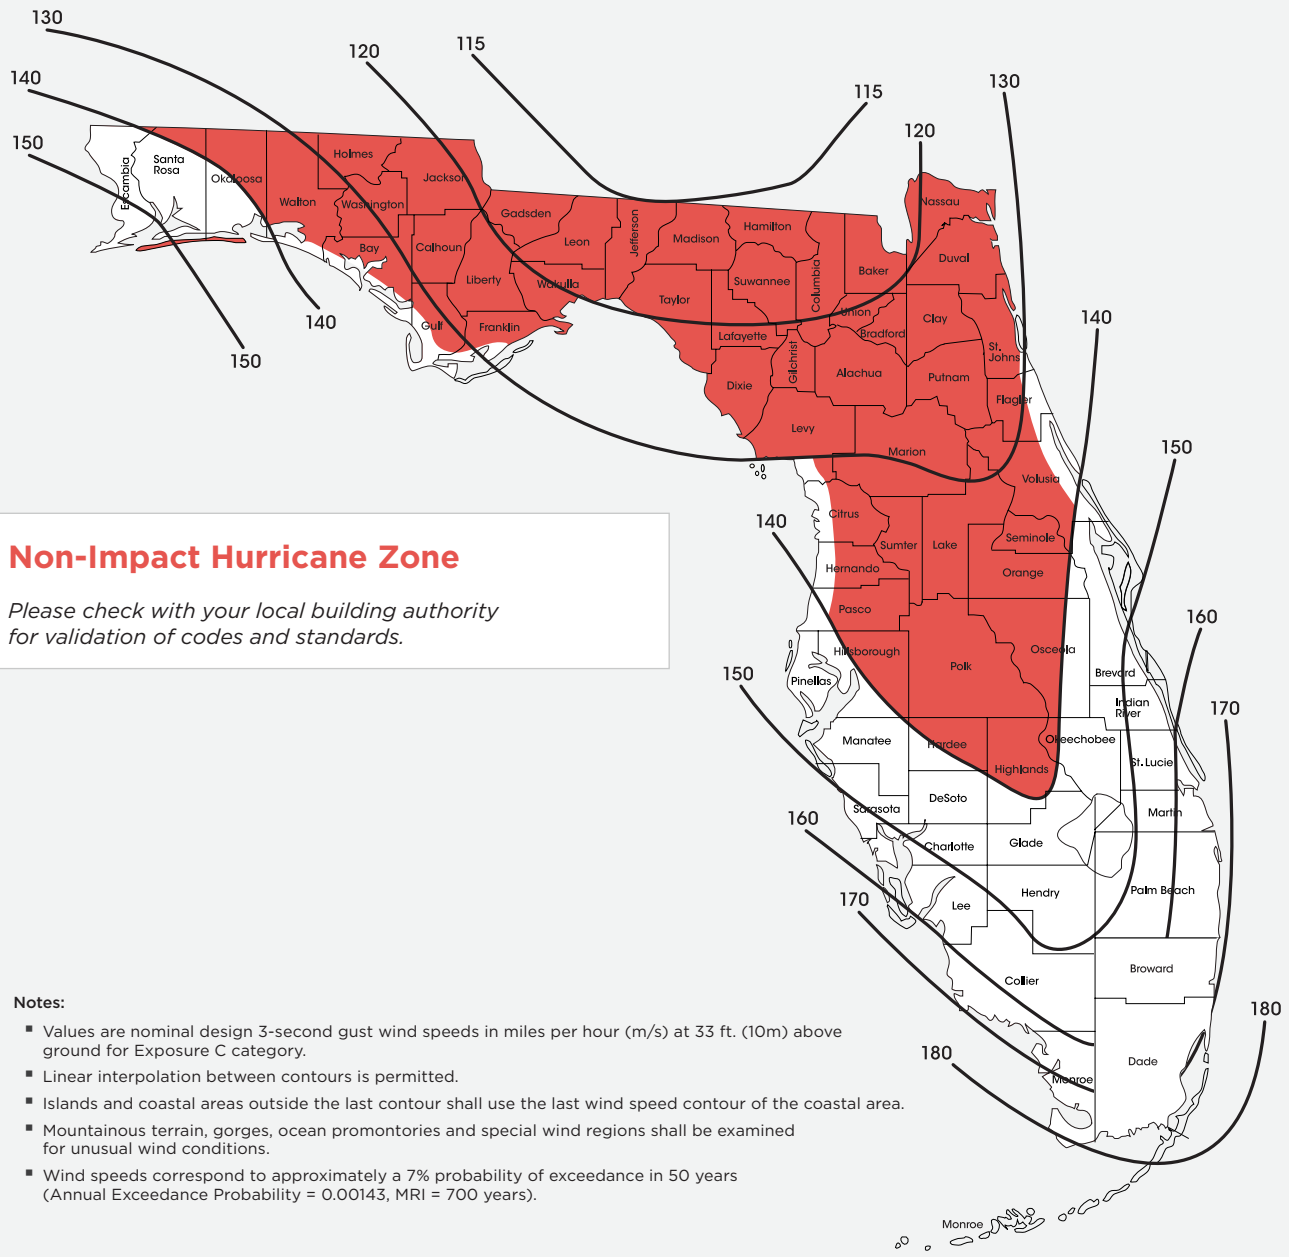 130
120
115
140
115
130
120
150
Holmes
Santa
Rosa
Escambia
Okaloosa
Jackson
Walton
Washington
Nassau
Gadsden
Jefferson
Hamilton
Leon
Madison
Bay
Calhoun
Duval
Baker
Columbia
Liberty
Wakulla
Suwannee
Taylor
140
Gulf
Franklin
Union
Clay
Bradford
Lafayette
140
St.
Johns
150
Gilchrist
Alachua
Putnam
Dixie
Flagler
Levy
Marion
150
Volusia
140
Citrus
Sumter
Lake
Seminole
Hernando
Orange
Non-Impact Hurricane Zone
Please check with your local building authority
for validation of codes and standards.
Pasco
160
Hillsborough
Osceola
Polk
150
Pinellas
Brevard
Indian
River
170
Manatee
Hardee
Okeechobee
St. Lucie
Highlands
DeSoto
Sarasota
Martin
160
Charlotte
Glade
Hendry
Palm Beach
170
Lee
Broward
Collier
180
Dade
180
Monroe
Notes:
▪ Values are nominal design 3-second gust wind speeds in miles per hour (m/s) at 33 ft. (10m) above
ground for Exposure C category.
▪ Linear interpolation between contours is permitted.
▪ Islands and coastal areas outside the last contour shall use the last wind speed contour of the coastal area.
▪ Mountainous terrain, gorges, ocean promontories and special wind regions shall be examined
for unusual wind conditions.
▪ Wind speeds correspond to approximately a 7% probability of exceedance in 50 years
(Annual Exceedance Probability = 0.00143, MRI = 700 years).
Monroe